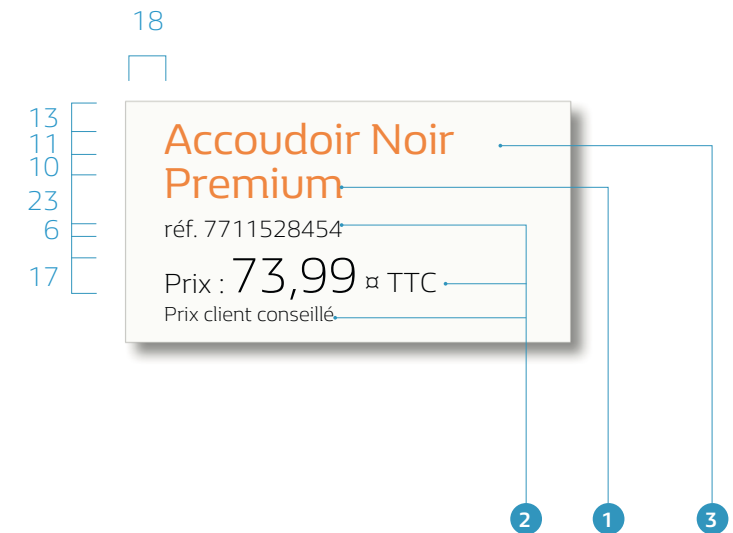 18
13
11
10
23
6
17
Accoudoir Noir
Premium
réf. 7711528454
Prix : 73,99 ¤ TTC
Prix client conseillé
2 1 3